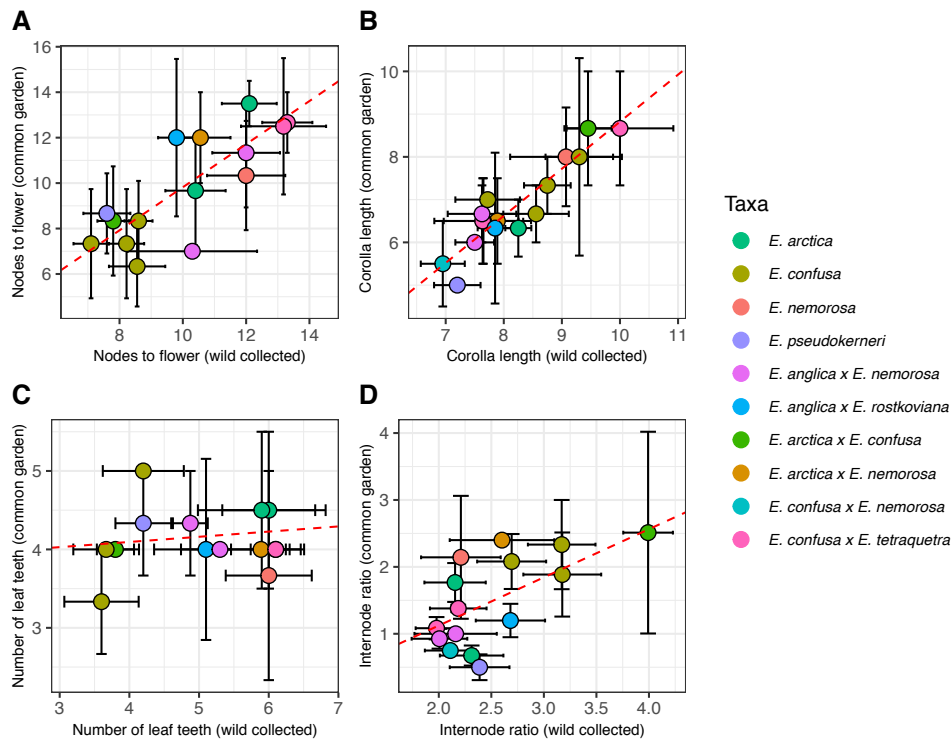 A
Nodes to flower (common garden)
16
14
12
10
8
6
8
10
12
14
Nodes to flower (wild collected)
B
Corolla length (common garden)
10
8
6
7
8
9
10
11
Corolla length (wild collected)
C
Number of leaf teeth (common garden)
5
4
3
3
4
5
6
7
Number of leaf teeth (wild collected)
D
Internode ratio (common garden)
4
3
2
1
2.0
2.5
3.0
3.5
4.0
Internode ratio (wild collected)
Taxa
E. arctica
E. confusa
E. nemorosa
E. pseudokerneri
E. anglica x E. nemorosa
E. anglica x E. rostkoviana
E. arctica x E. confusa
E. arctica x E. nemorosa
E. confusa x E. nemorosa
E. confusa x E. tetraquetra